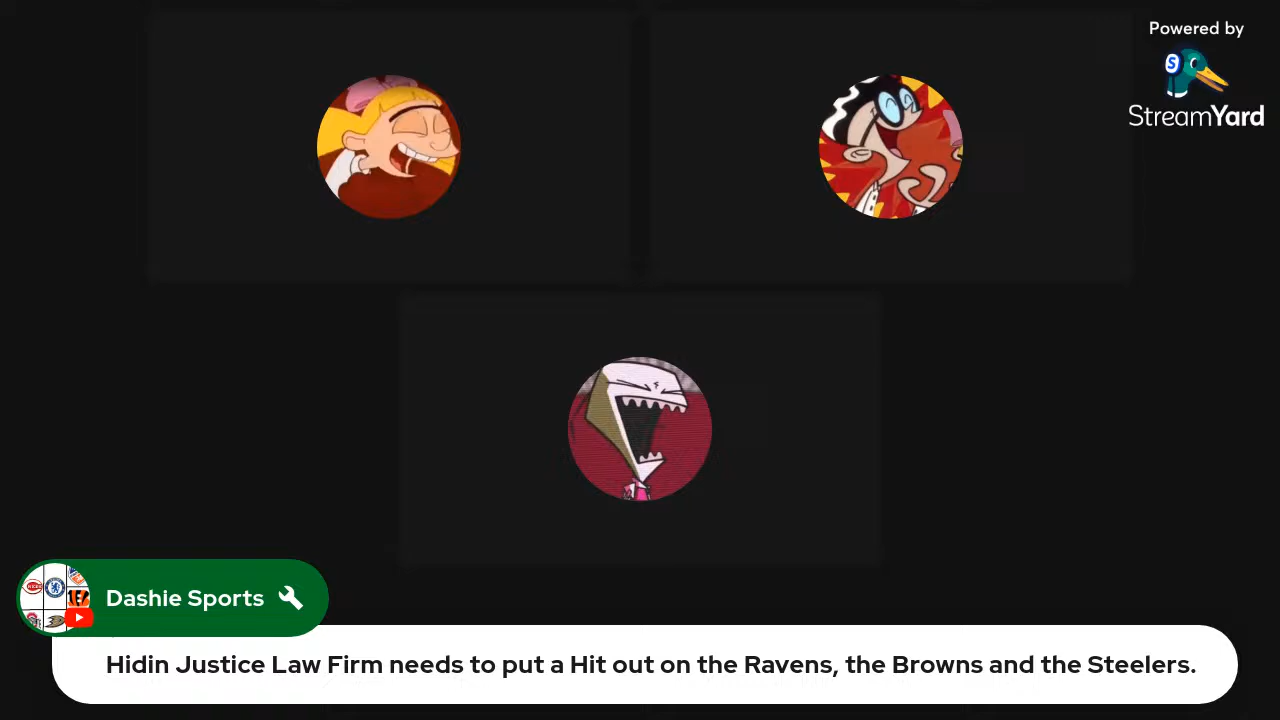 Powered by
StreamYard
Dashie Sports
Hidin Justice Law Firm needs to put a Hit out on the Ravens, the Browns and the Steelers.